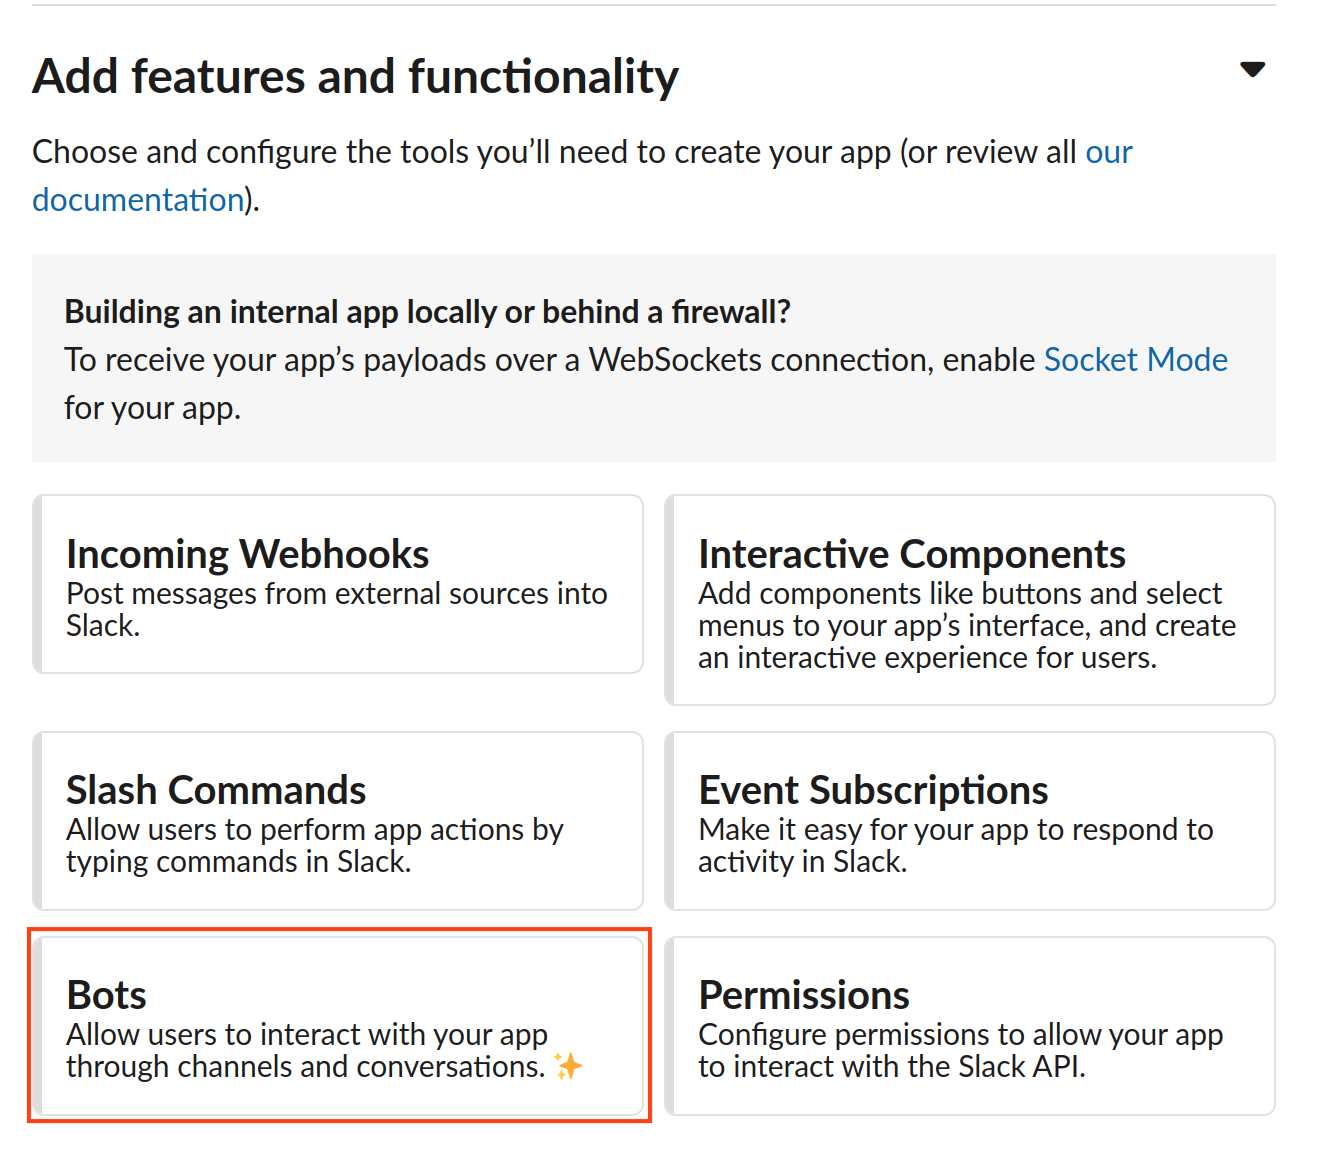 Add features and functionality
Choose and configure the tools you’ll need to create your app (or review all our
documentation).
Building an internal app locally or behind a firewall?
To receive your app’s payloads over a WebSockets connection, enable Socket Mode
for your app.
Incoming Webhooks
Post messages from external sources into
Slack.
Interactive Components
Add components like buttons and select
menus to your app’s interface, and create
an interactive experience for users.
Slash Commands
Allow users to perform app actions by
typing commands in Slack.
Event Subscriptions
Make it easy for your app to respond to
activity in Slack.
Bots
Allow users to interact with your app
through channels and conversations. ✨
Permissions
Configure permissions to allow your app
to interact with the Slack API.